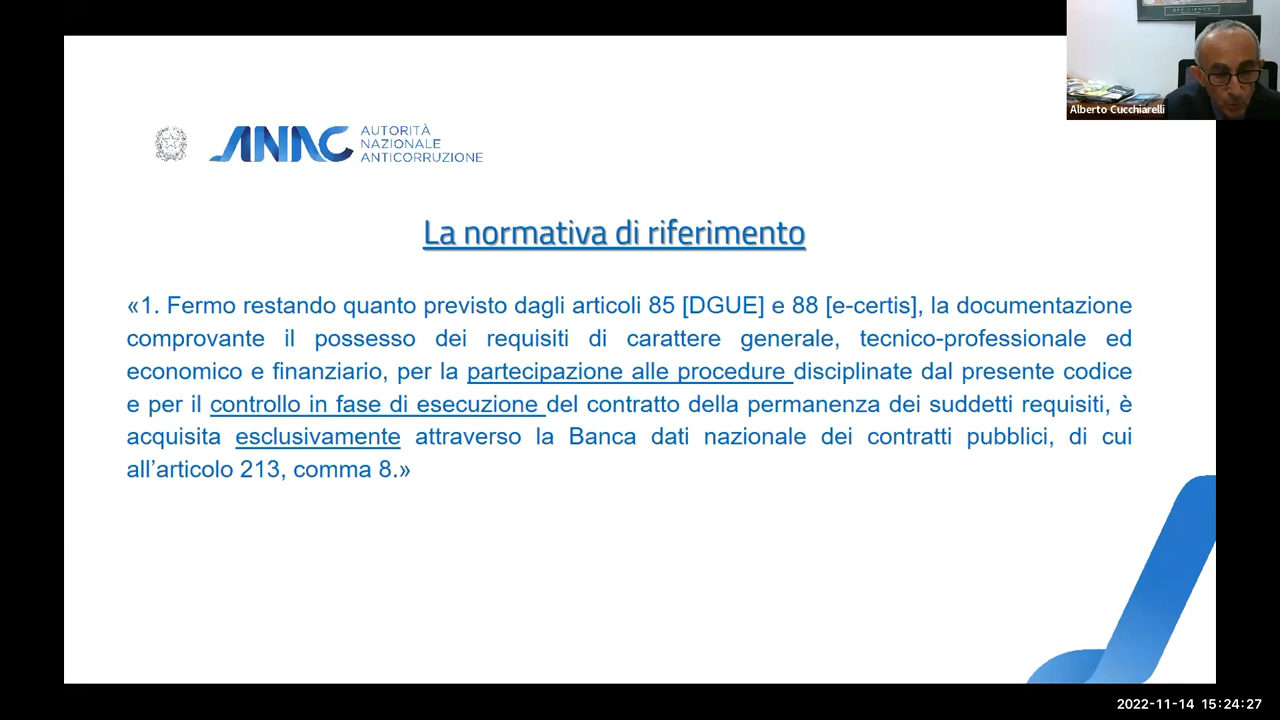 EFFICIENCY
Alberto Cucchiarelli
ANAC
AUTORITÀ
NAZIONALE
ANTICORRUZIONE
La normativa di riferimento
«1. Fermo restando quanto previsto dagli articoli 85 [DGUE] e 88 [e-certis], la documentazione
comprovante il possesso dei requisiti di carattere generale, tecnico-professionale ed
economico e finanziario, per la partecipazione alle procedure disciplinate dal presente codice
e per il controllo in fase di esecuzione del contratto della permanenza dei suddetti requisiti, è
acquisita esclusivamente attraverso la Banca dati nazionale dei contratti pubblici, di cui
all’articolo 213, comma 8.»
2022-11-14 15:24:27